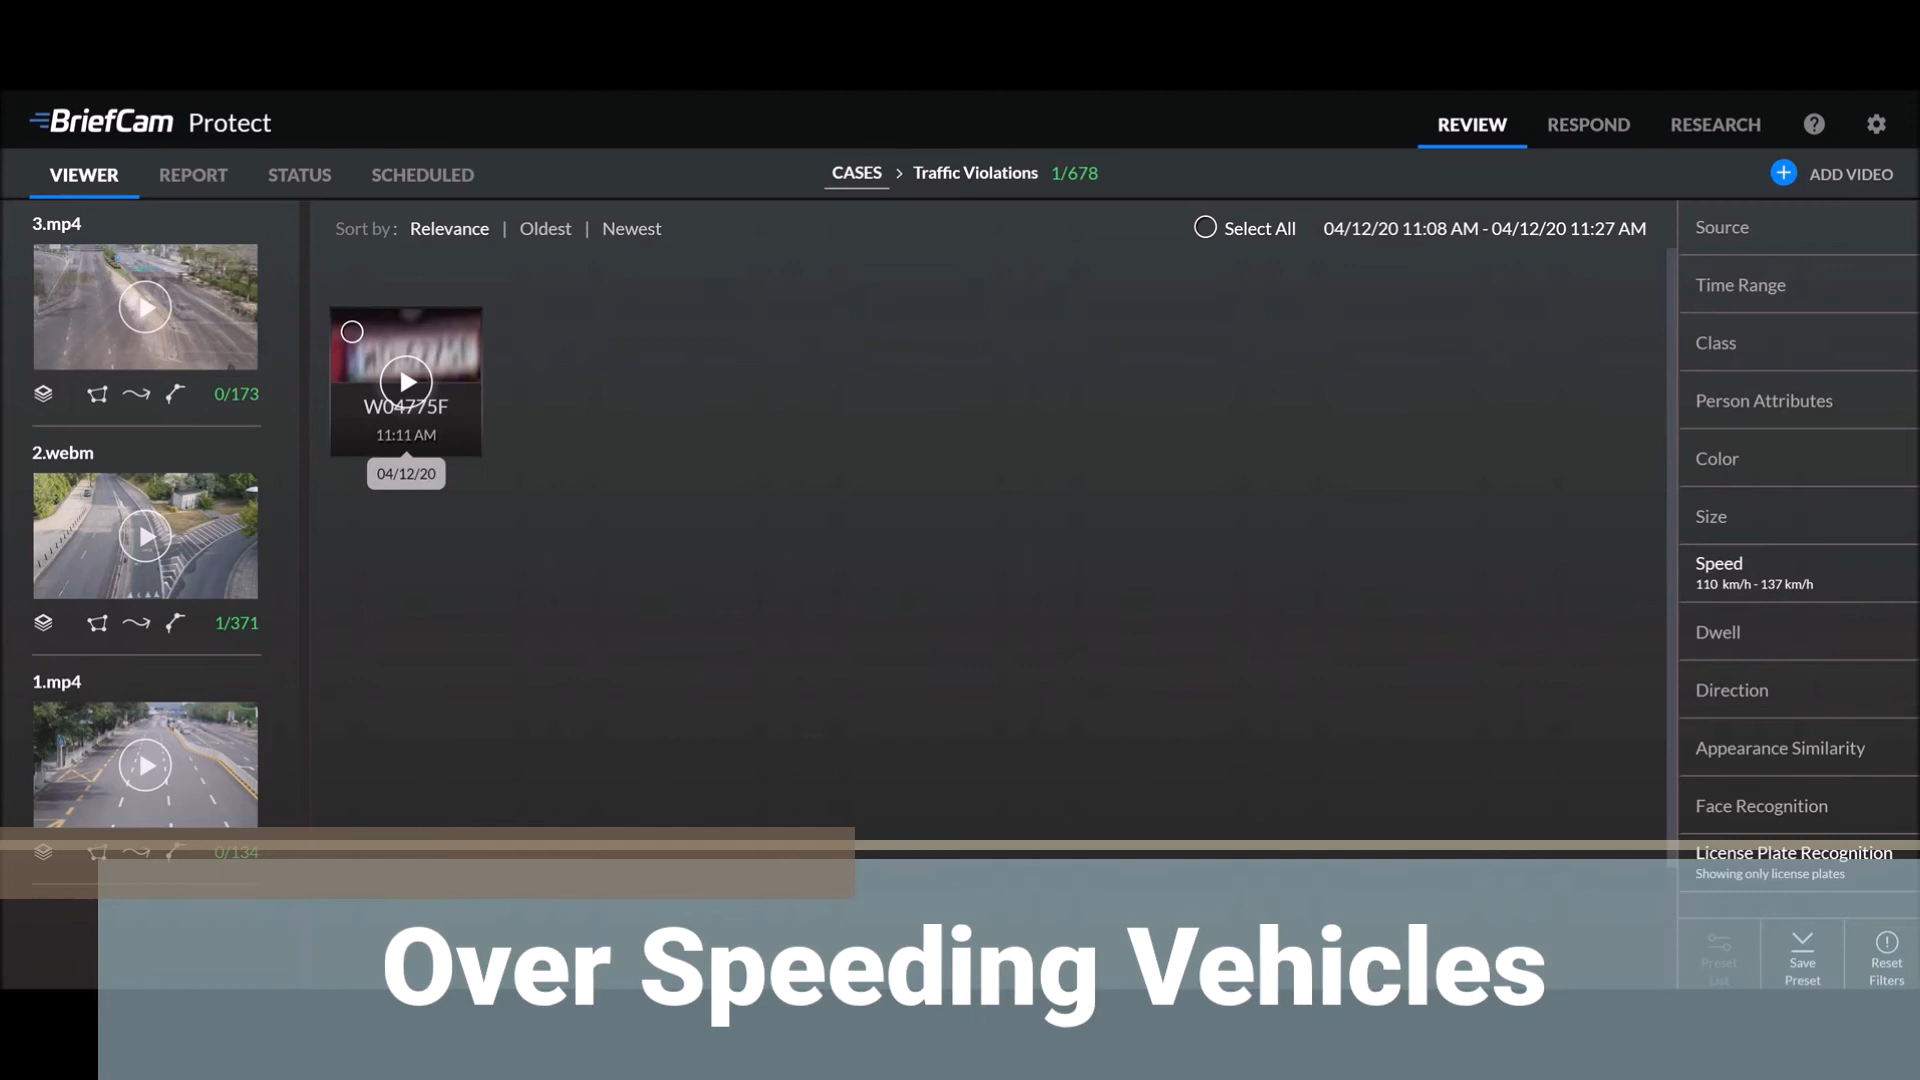 BriefCam Protect
REVIEW RESPOND RESEARCH ?
VIEWER REPORT STATUS SCHEDULED
CASES > Traffic Violations 1/678
+ ADD VIDEO
3.mp4
0/173
2.webm
1/371
1.mp4
0/134
Sort by: Relevance | Oldest | Newest
Select All 04/12/20 11:08 AM - 04/12/20 11:27 AM
W04775F
11:11 AM
04/12/20
Source
Time Range
Class
Person Attributes
Color
Size
Speed
110 km/h - 137 km/h
Dwell
Direction
Appearance Similarity
Face Recognition
License Plate Recognition
Showing only license plates
Preset List
Save Preset
Reset Filters
Over Speeding Vehicles